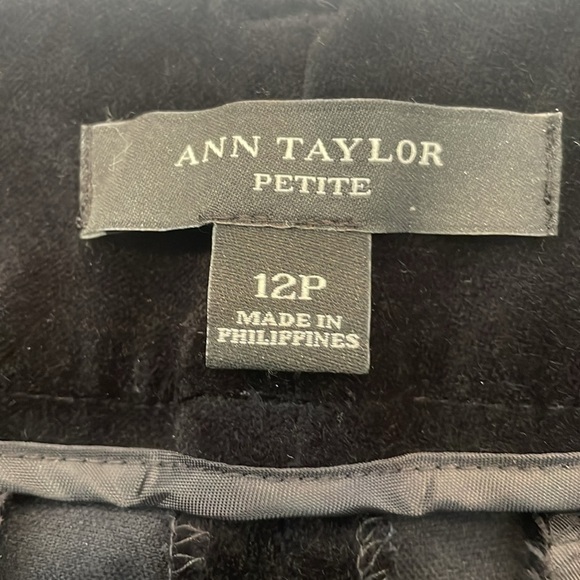 ANN TAYLOR
PETITE
12P
MADE IN
PHILIPPINES